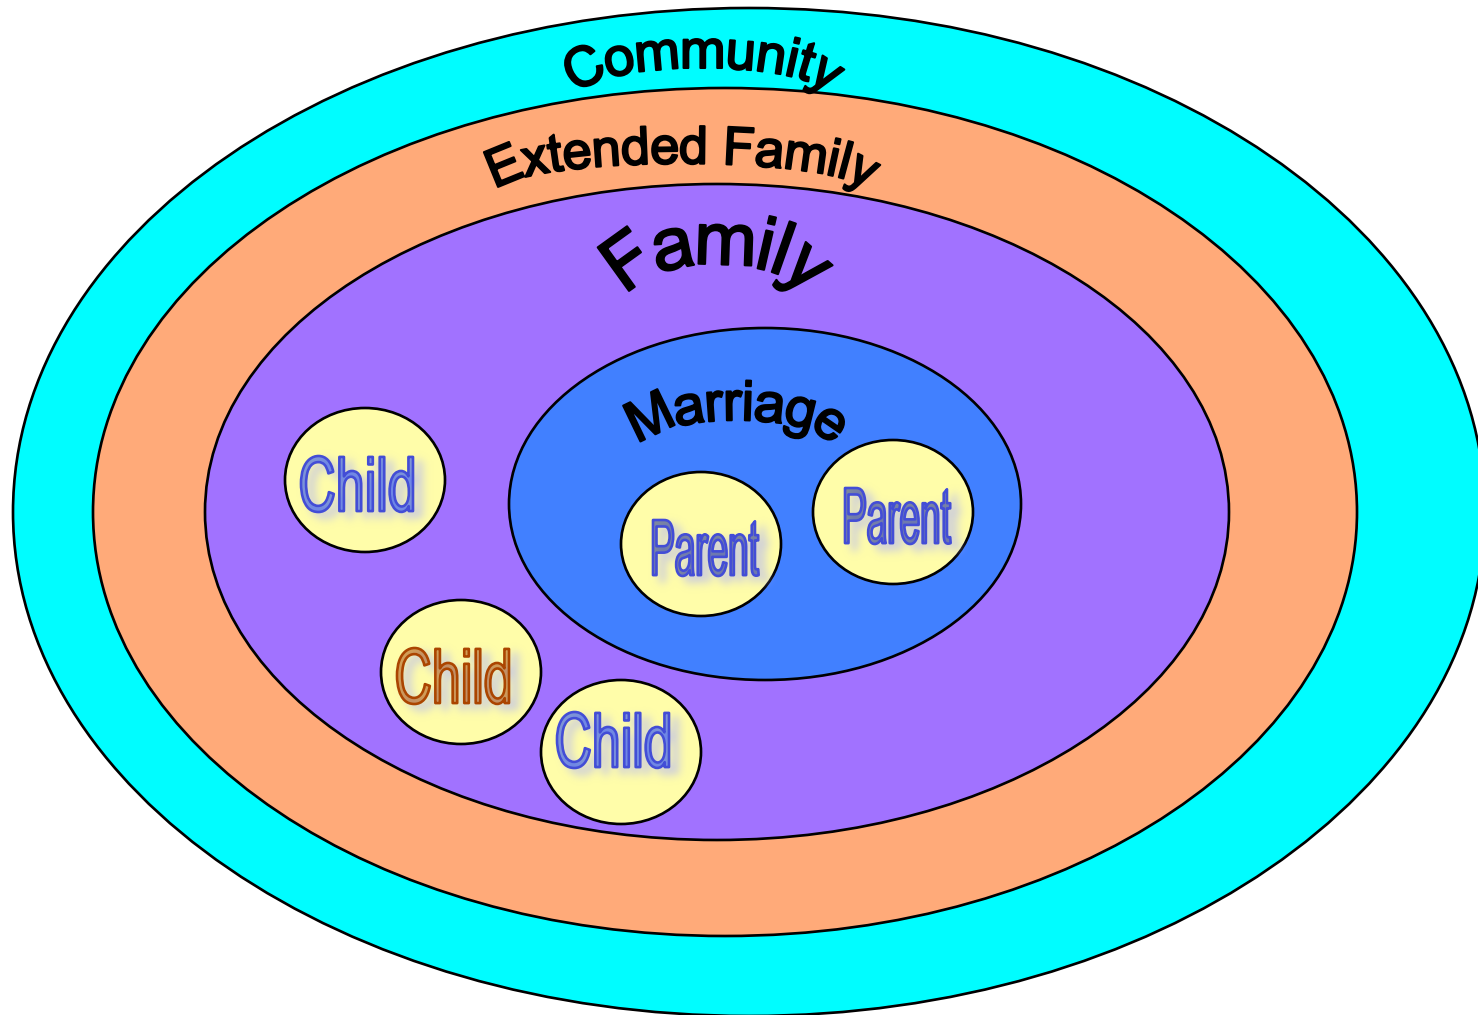 Community
Extended Family
Family
Marriage
Child
Parent
Parent
Child
Child